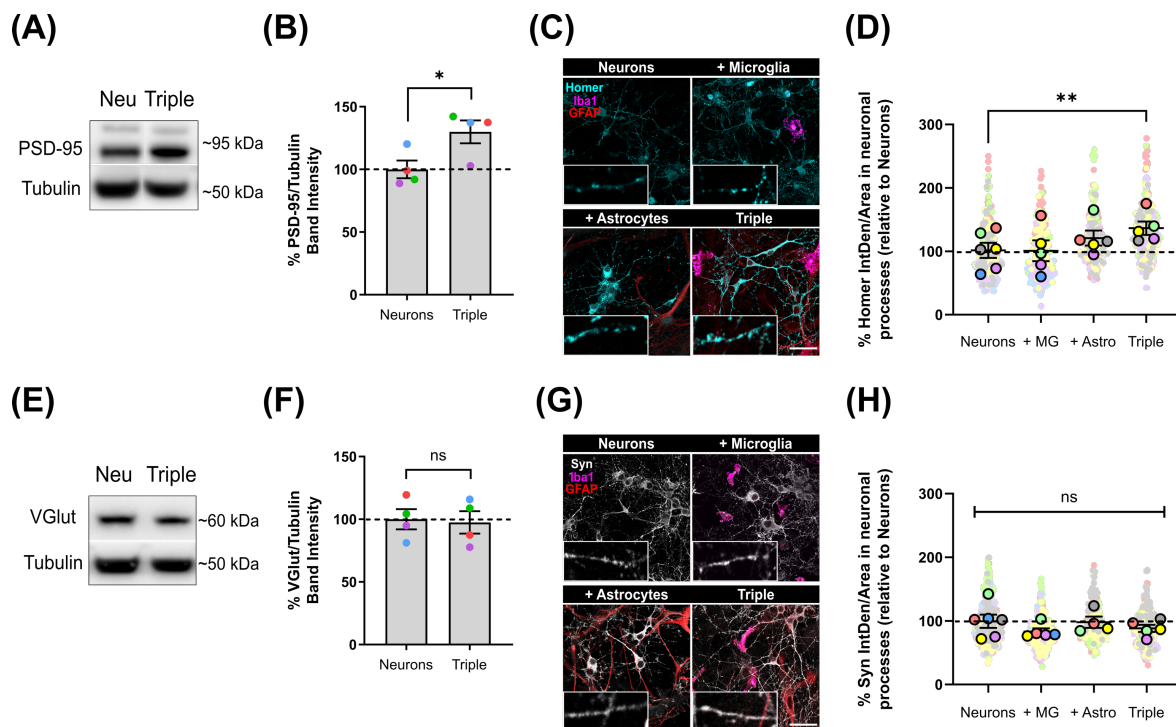 (A)
Neu Triple
PSD-95
~95 kDa
Tubulin
~50 kDa
(B)
*
% PSD-95/Tubulin
Band Intensity
150
100
50
0
Neurons
Triple
(C)
Neurons
+ Microglia
Homer
Iba1
GFAP
+ Astrocytes
Triple
(D)
**
% Homer IntDen/Area in neuronal
processes (relative to Neurons)
300
200
100
0
Neurons
+ MG
+ Astro
Triple
(E)
Neu Triple
VGlut
~60 kDa
Tubulin
~50 kDa
(F)
ns
% VGlut/Tubulin
Band Intensity
150
100
50
0
Neurons
Triple
(G)
Neurons
+ Microglia
Syn
Iba1
GFAP
+ Astrocytes
Triple
(H)
ns
% Syn IntDen/Area in neuronal
processes (relative to Neurons)
300
200
100
0
Neurons
+ MG
+ Astro
Triple